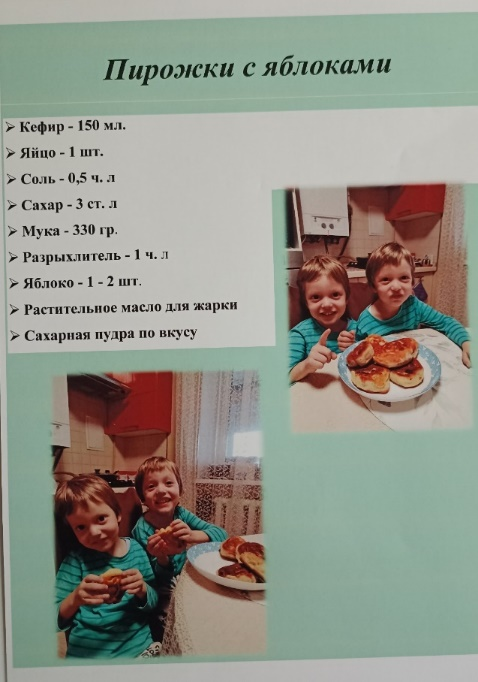 Пирожки с яблоками
➢ Кефир - 150 мл.
➢ Яйцо - 1 шт.
➢ Соль - 0,5 ч. л
➢ Сахар - 3 ст. л
➢ Мука - 330 гр.
➢ Разрыхлитель - 1 ч. л
➢ Яблоко - 1 - 2 шт.
➢ Растительное масло для жарки
➢ Сахарная пудра по вкусу